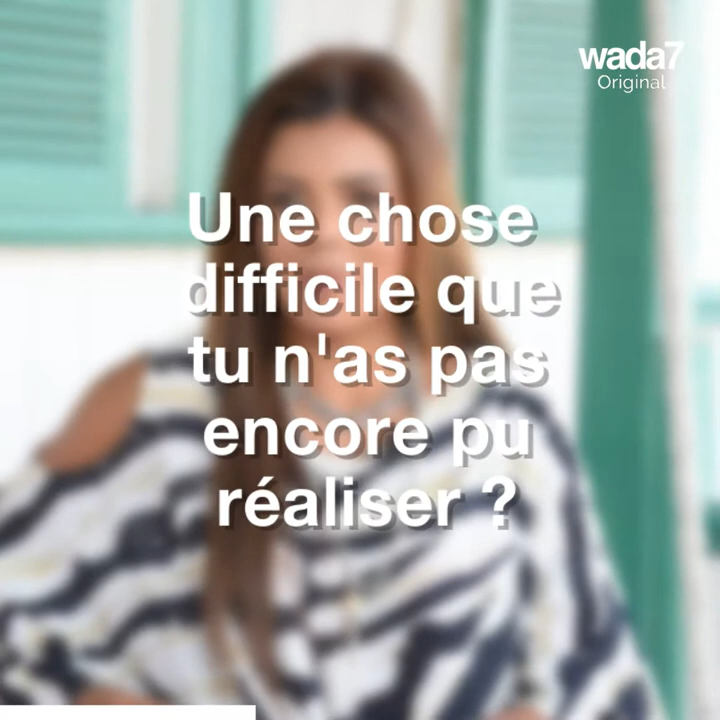 wada7
Original
Une chose
difficile que
tu n'as pas
encore pu
réaliser ?